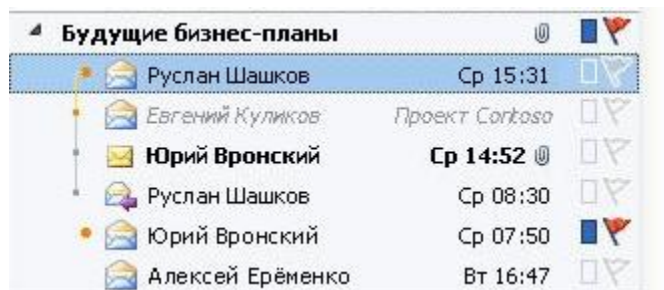 Будущие бизнес-планы
Руслан Шашков Ср 15:31
Евгений Куликов Проект Contoso
Юрий Вронский Ср 14:52
Руслан Шашков Ср 08:30
Юрий Вронский Ср 07:50
Алексей Ерёменко Вт 16:47